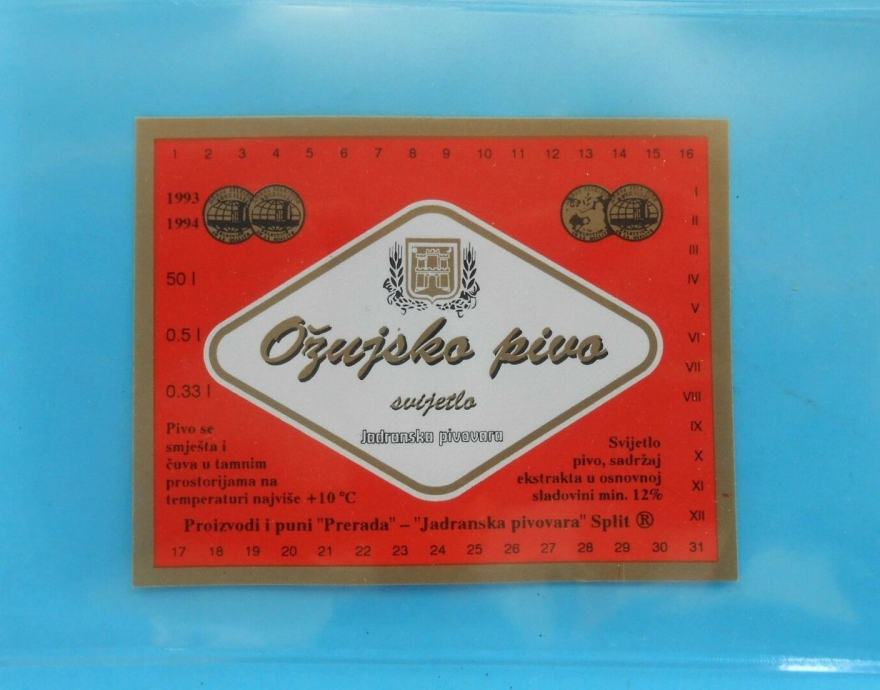 1 2 3 4 5 6 7 8 9 10 11 12 13 14 15 16
1993
1994
I
II
III
IV
V
VI
VII
VIII
IX
X
XI
XII
50 l
0.5 l
0.33 l
Ožujsko pivo
svijetlo
Jadranska pivovara
Pivo se
smješta i
čuva u tamnim
prostorijama na
temperaturi najviše +10 °C
Svijetlo
pivo, sadržaj
ekstrakta u osnovnoj
sladovini min. 12%
Proizvodi i puni "Prerada" – "Jadranska pivovara" Split ®
17 18 19 20 21 22 23 24 25 26 27 28 29 30 31